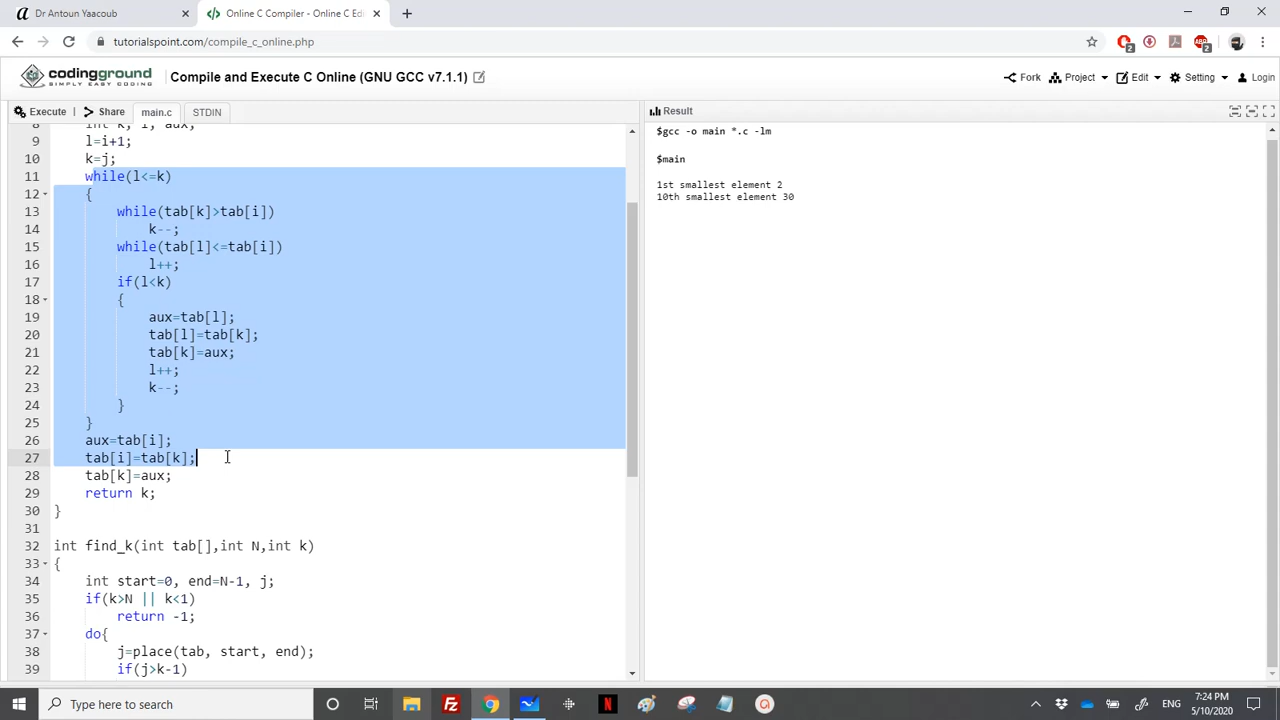 Dr Antoun Yaacoub
Online C Compiler - Online C Edi
tutorialspoint.com/compile_c_online.php
codingground
SIMPLY EASY CODING
Compile and Execute C Online (GNU GCC v7.1.1)
Fork
Project
Edit
Setting
Login
Execute
Share
main.c
STDIN
Result
9 l=i+1;
10 k=j;
11 while(l<=k)
12 {
13 while(tab[k]>tab[i])
14 k--;
15 while(tab[l]<=tab[i])
16 l++;
17 if(l<k)
18 {
19 aux=tab[l];
20 tab[l]=tab[k];
21 tab[k]=aux;
22 l++;
23 k--;
24 }
25 }
26 aux=tab[i];
27 tab[i]=tab[k];
28 tab[k]=aux;
29 return k;
30 }
31
32 int find_k(int tab[],int N,int k)
33 {
34 int start=0, end=N-1, j;
35 if(k>N || k<1)
36 return -1;
37 do{
38 j=place(tab, start, end);
39 if(j>k-1)
$gcc -o main *.c -lm
$main
1st smallest element 2
10th smallest element 30
Type here to search
ENG
7:24 PM
5/10/2020